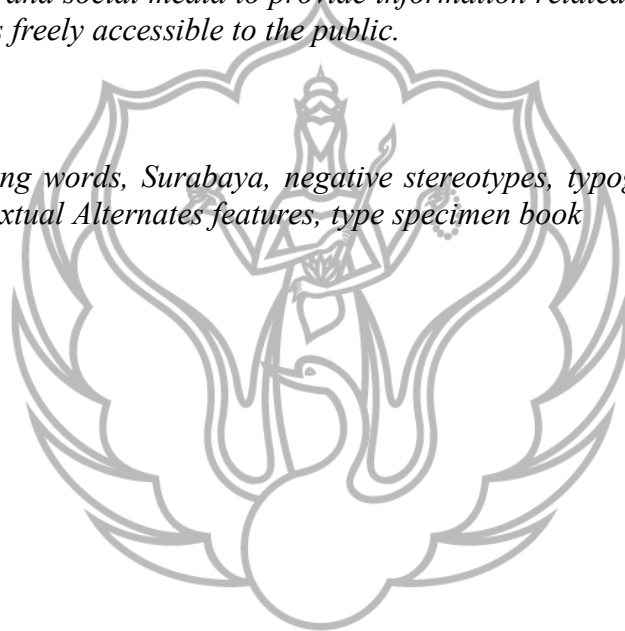 and social media to provide information related
s freely accessible to the public.
ng words, Surabaya, negative stereotypes, typog
xtual Alternates features, type specimen book